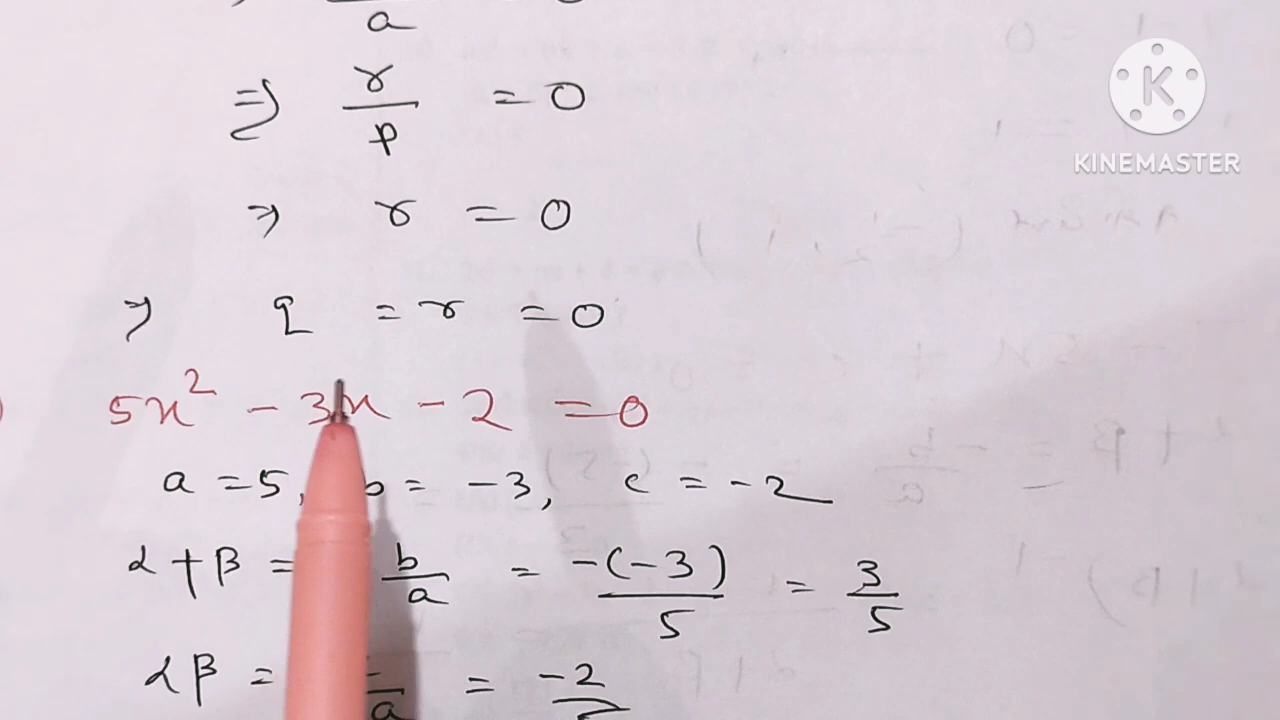 a
⇒ r/p = 0
⇒ r = 0
⇒ q = r = 0
5x² - 3x - 2 = 0
a = 5, b = -3, c = -2
α + β = b/a = -(-3)/5 = 3/5
αβ = /a = -2/
KINEMASTER